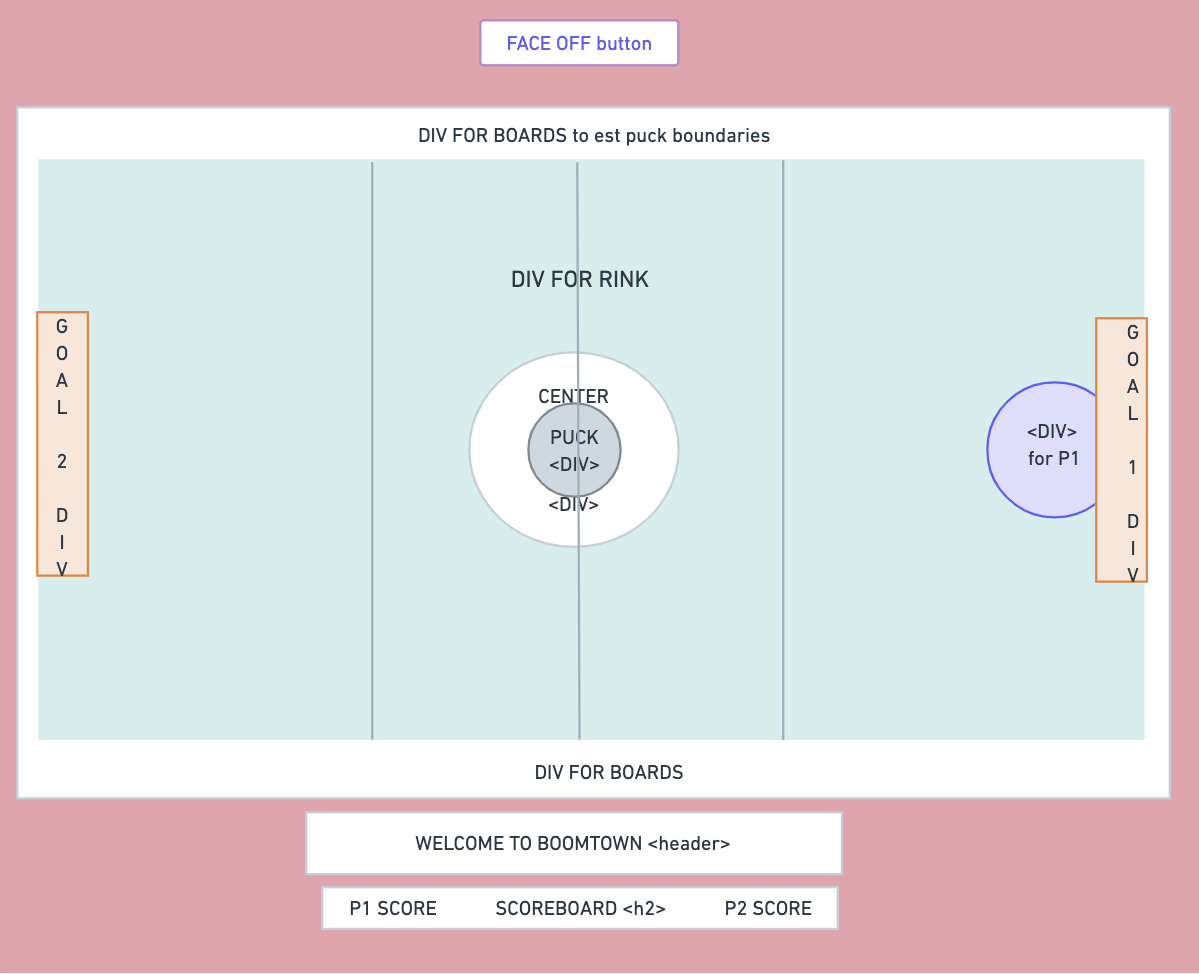 FACE OFF button
DIV FOR BOARDS to est puck boundaries
DIV FOR RINK
G
O
A
L
2
D
I
V
CENTER
PUCK
<DIV>
<DIV>
<DIV>
for P1
G
O
A
L
1
D
I
V
DIV FOR BOARDS
WELCOME TO BOOMTOWN <header>
P1 SCORE SCOREBOARD <h2> P2 SCORE